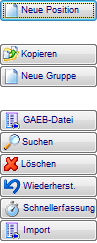 Neue Position
Kopieren
Neue Gruppe
GAEB-Datei
Suchen
Löschen
Wiederherst.
Schnellerfassung
Import